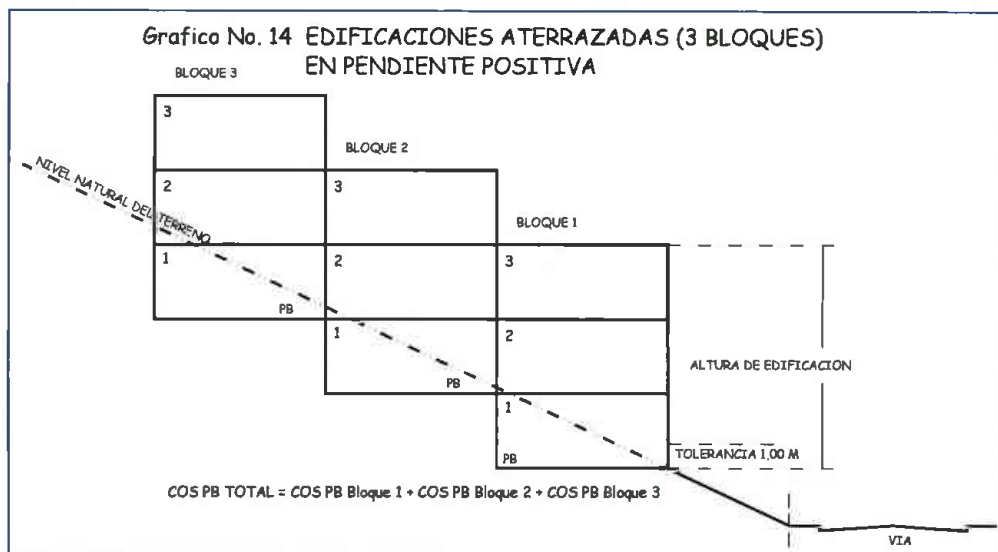 Grafico No. 14 EDIFICACIONES ATERRAZADAS (3 BLOQUES)
EN PENDIENTE POSITIVA
BLOQUE 3
3
BLOQUE 2
NIVEL NATURAL DEL TERRENO
2
3
BLOQUE 1
1
2
3
PB
1
2
ALTURA DE EDIFICACION
PB
1
PB
TOLERANCIA 1,00 M
COS PB TOTAL = COS PB Bloque 1 + COS PB Bloque 2 + COS PB Bloque 3
VIA